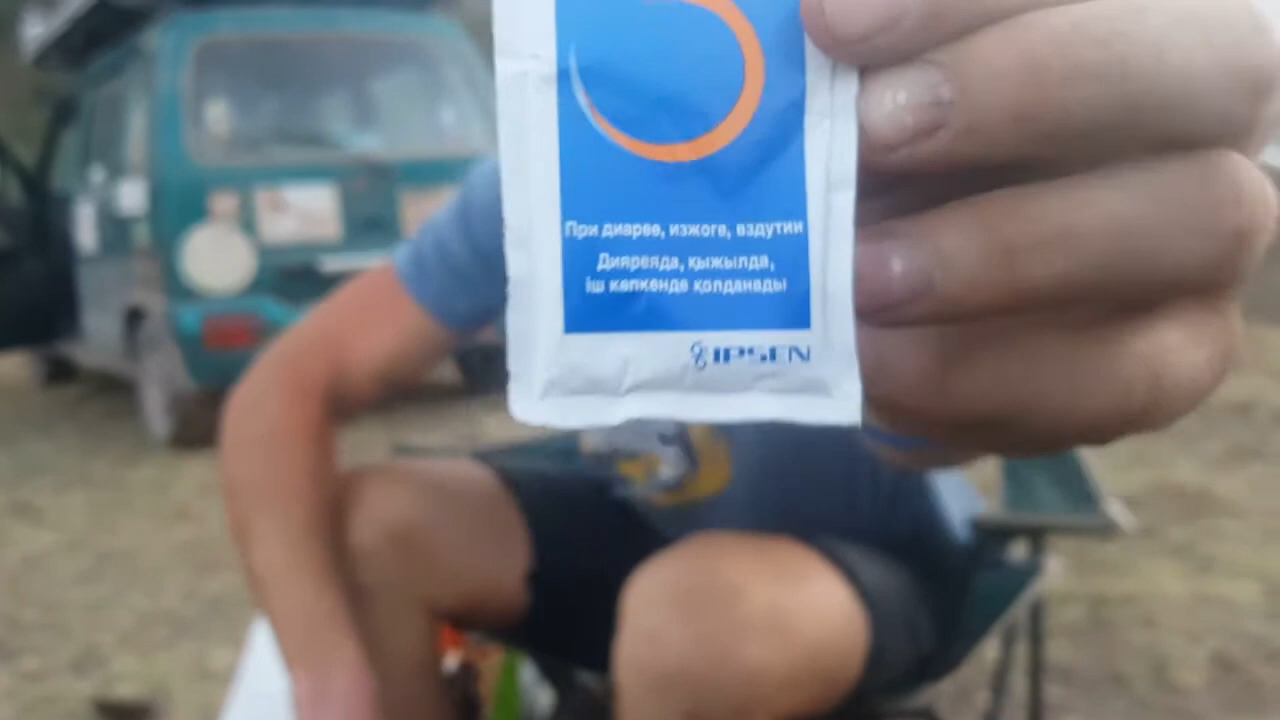 При диарее, изжоге, вздутии
Диареяда, қыжылда,
іш кепкенде қолданады
IPSEN